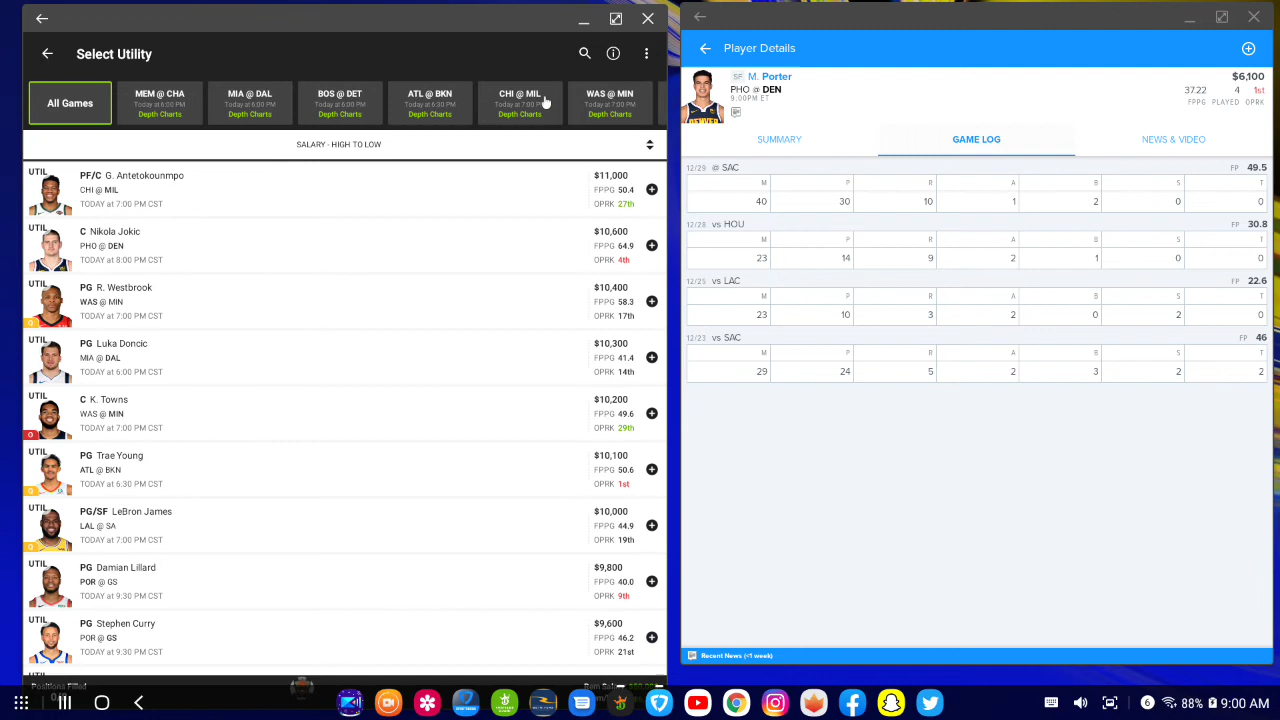 Select Utility
All Games
MEM @ CHA
Today at 6:00 PM
Depth Charts
MIA @ DAL
Today at 6:00 PM
Depth Charts
BOS @ DET
Today at 6:00 PM
Depth Charts
ATL @ BKN
Today at 6:30 PM
Depth Charts
CHI @ MIL
Today at 7:00 PM
Depth Charts
WAS @ MIN
Today at 7:00 PM
Depth Charts
SALARY - HIGH TO LOW
UTIL PF/C G. Antetokounmpo $11,000
CHI @ MIL FPPG 50.4
TODAY at 7:00 PM CST OPRK 27th
UTIL C Nikola Jokic $10,600
PHO @ DEN FPPG 64.9
TODAY at 8:00 PM CST OPRK 4th
UTIL PG R. Westbrook $10,400
WAS @ MIN FPPG 58.3
Q TODAY at 7:00 PM CST OPRK 17th
UTIL PG Luka Doncic $10,300
MIA @ DAL FPPG 41.4
TODAY at 6:00 PM CST OPRK 14th
UTIL C K. Towns $10,200
WAS @ MIN FPPG 49.6
O TODAY at 7:00 PM CST OPRK 29th
UTIL PG Trae Young $10,100
ATL @ BKN FPPG 50.6
Q TODAY at 6:30 PM CST OPRK 1st
UTIL PG/SF LeBron James $10,000
LAL @ SA FPPG 44.9
Q TODAY at 7:00 PM CST OPRK 19th
UTIL PG Damian Lillard $9,800
POR @ GS FPPG 40.0
TODAY at 9:30 PM CST OPRK 9th
UTIL PG Stephen Curry $9,600
POR @ GS FPPG 46.2
TODAY at 9:30 PM CST OPRK 21st
UTIL
Positions Filled
Rem Salary
Player Details
SF M. Porter $6,100
PHO @ DEN 37.22 4 1st
9:00PM ET FPPG PLAYED OPRK
DENVER
SUMMARY GAME LOG NEWS & VIDEO
12/29 @ SAC FP 49.5
M P R A B S T
40 30 10 1 2 0 0
12/28 vs HOU FP 30.8
M P R A B S T
23 14 9 2 1 0 0
12/25 vs LAC FP 22.6
M P R A B S T
23 10 3 2 0 2 0
12/23 vs SAC FP 46
M P R A B S T
29 24 5 2 3 2 2
Recent News (<1 week)
6 88% 9:00 AM